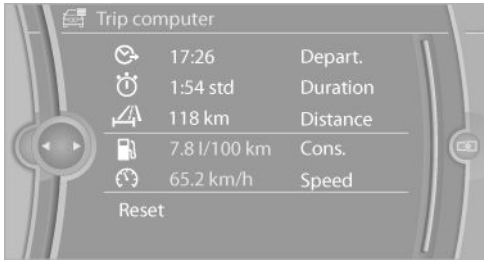 Trip computer
17:26 Depart.
1:54 std Duration
118 km Distance
7.8 l/100 km Cons.
65.2 km/h Speed
Reset